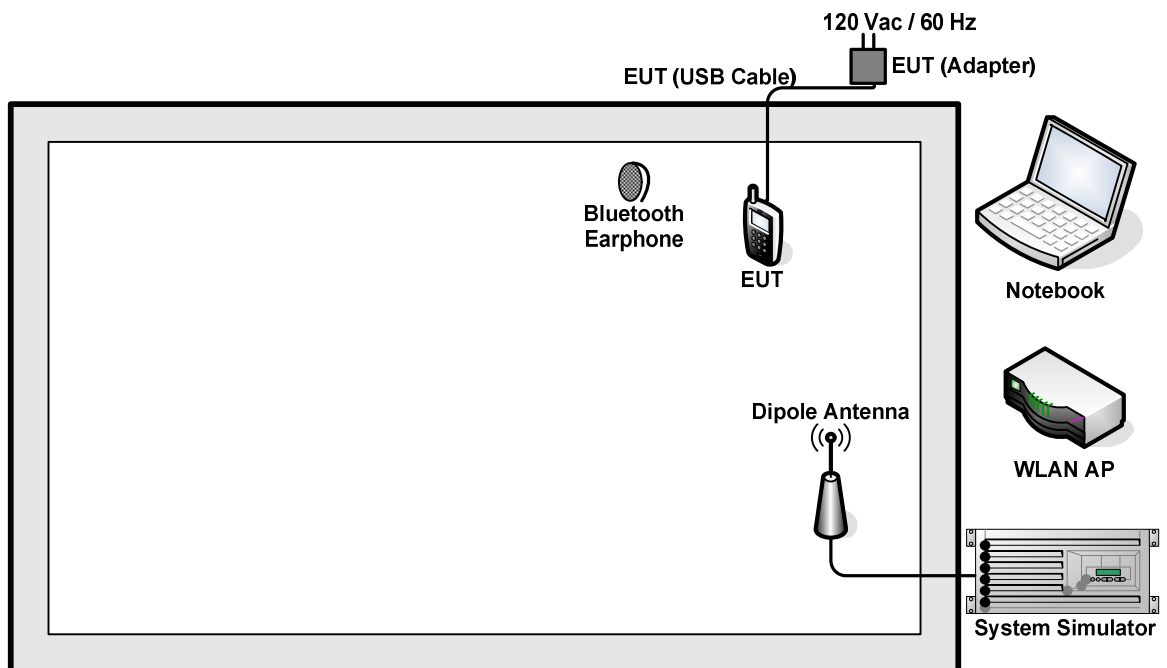 120 Vac / 60 Hz
EUT (Adapter)
EUT (USB Cable)
Bluetooth
Earphone
EUT
Notebook
Dipole Antenna
WLAN AP
System Simulator